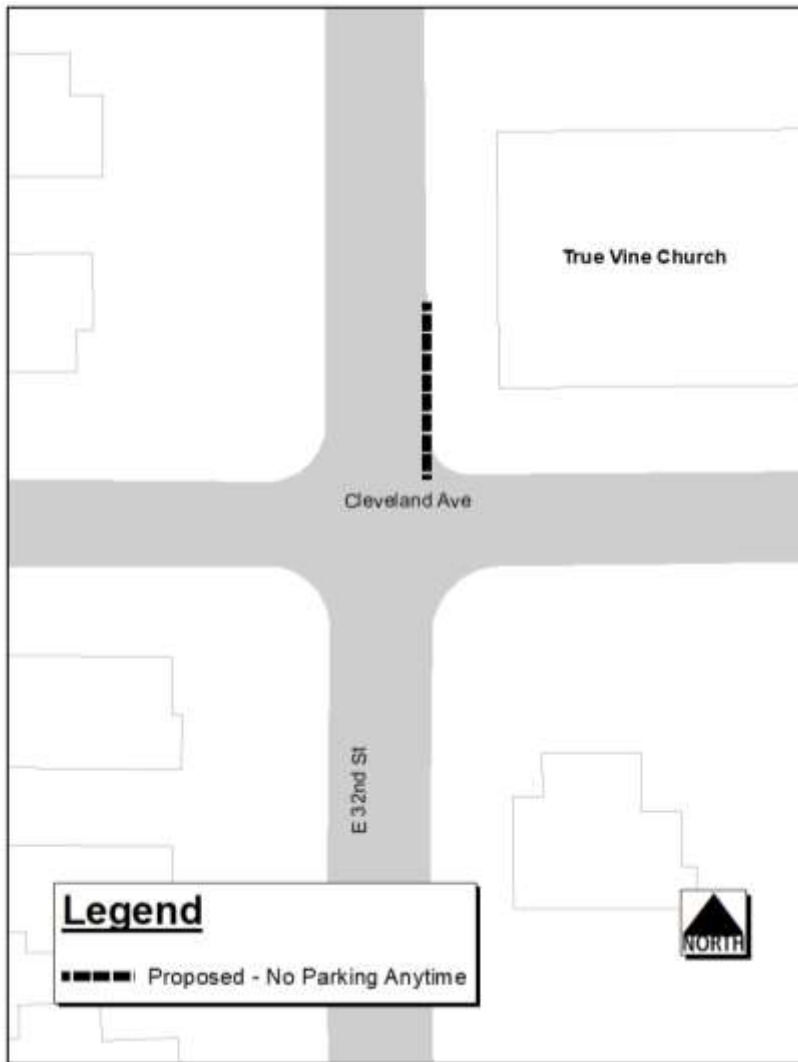 True Vine Church
Cleveland Ave
E 32nd St
Legend
Proposed - No Parking Anytime
NORTH